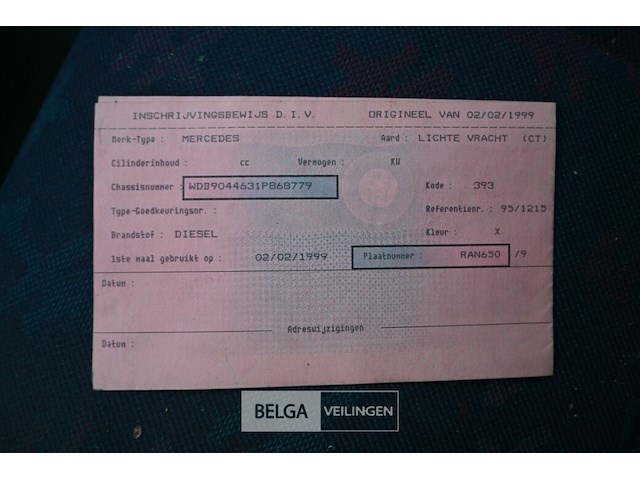 INSCHRIJVINGSBEWIJS D.I.V. ORIGINEEL VAN 02/02/1999
Merk-Type : MERCEDES Aard : LICHTE VRACHT (CT)
Cilinderinhoud : cc Vermogen : KW
Chassisnummer : WDB9044631P868779 Kode : 393
Type-Goedkeuringsnr. : Referentienr. : 95/1215
Brandstof : DIESEL Kleur : X
1ste maal gebruikt op : 02/02/1999 Plaatnummer : RAN650 /9
Datum :
Adreswijzigingen
Datum :
BELGA VEILINGEN